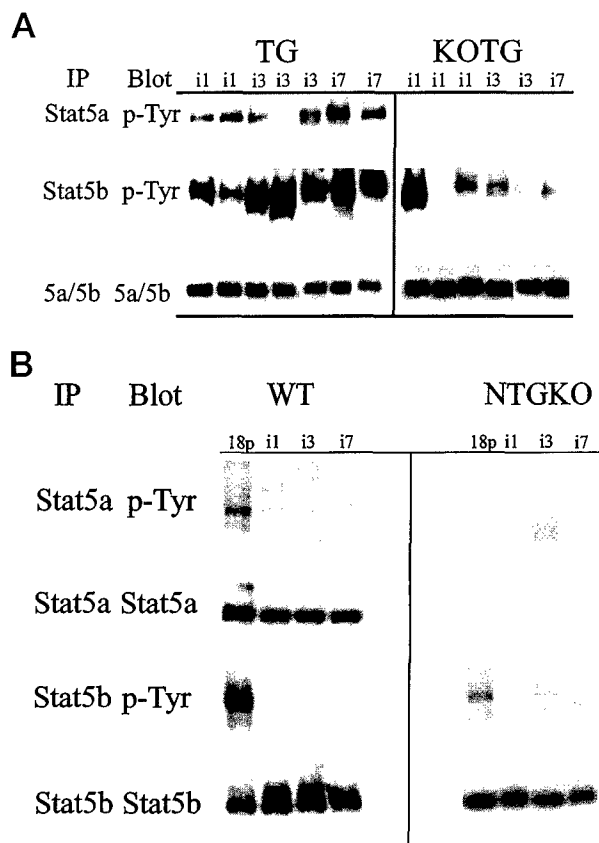 A
TG KOTG
IP Blot i1 i1 i3 i3 i3 i7 i7 i1 i1 i1 i3 i3 i7
Stat5a p-Tyr
Stat5b p-Tyr
5a/5b 5a/5b
B
IP Blot WT NTGKO
18p i1 i3 i7 18p i1 i3 i7
Stat5a p-Tyr
Stat5a Stat5a
Stat5b p-Tyr
Stat5b Stat5b